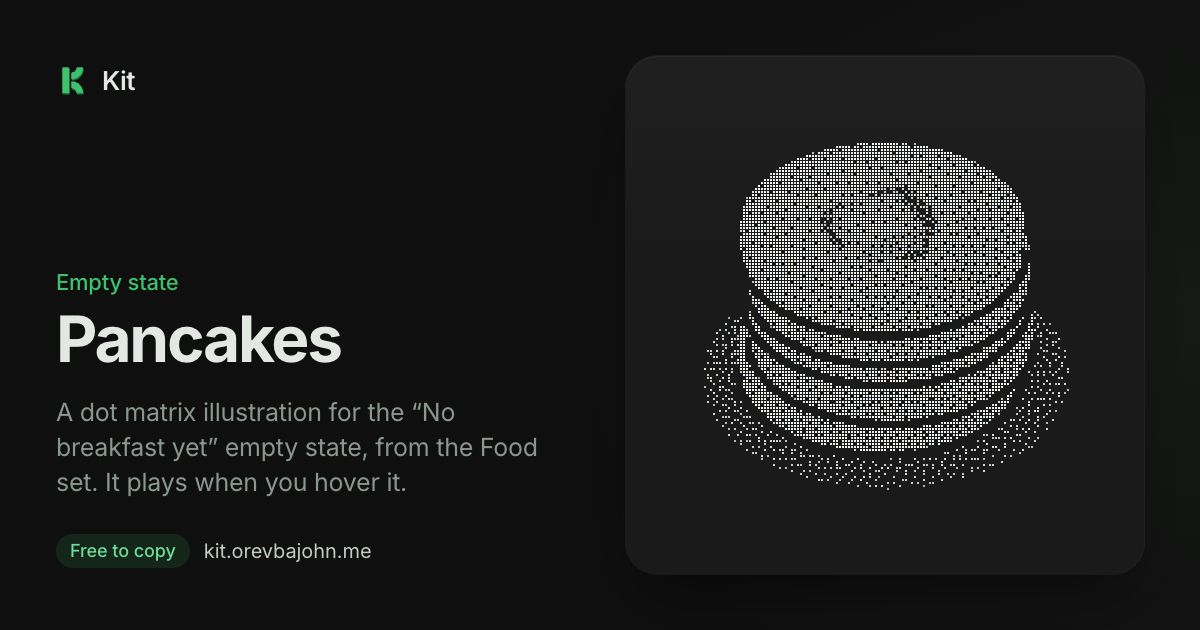 Kit
Empty state
Pancakes
A dot matrix illustration for the “No
breakfast yet” empty state, from the Food
set. It plays when you hover it.
Free to copy
kit.orevbajohn.me